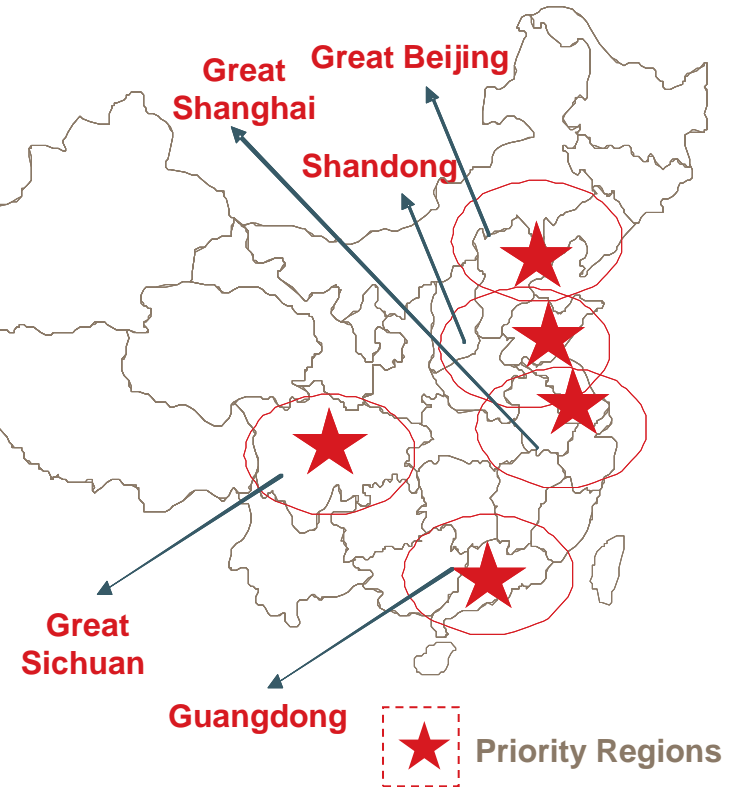 Great Beijing
Great
Shanghai
Shandong
Great
Sichuan
Guangdong
Priority Regions